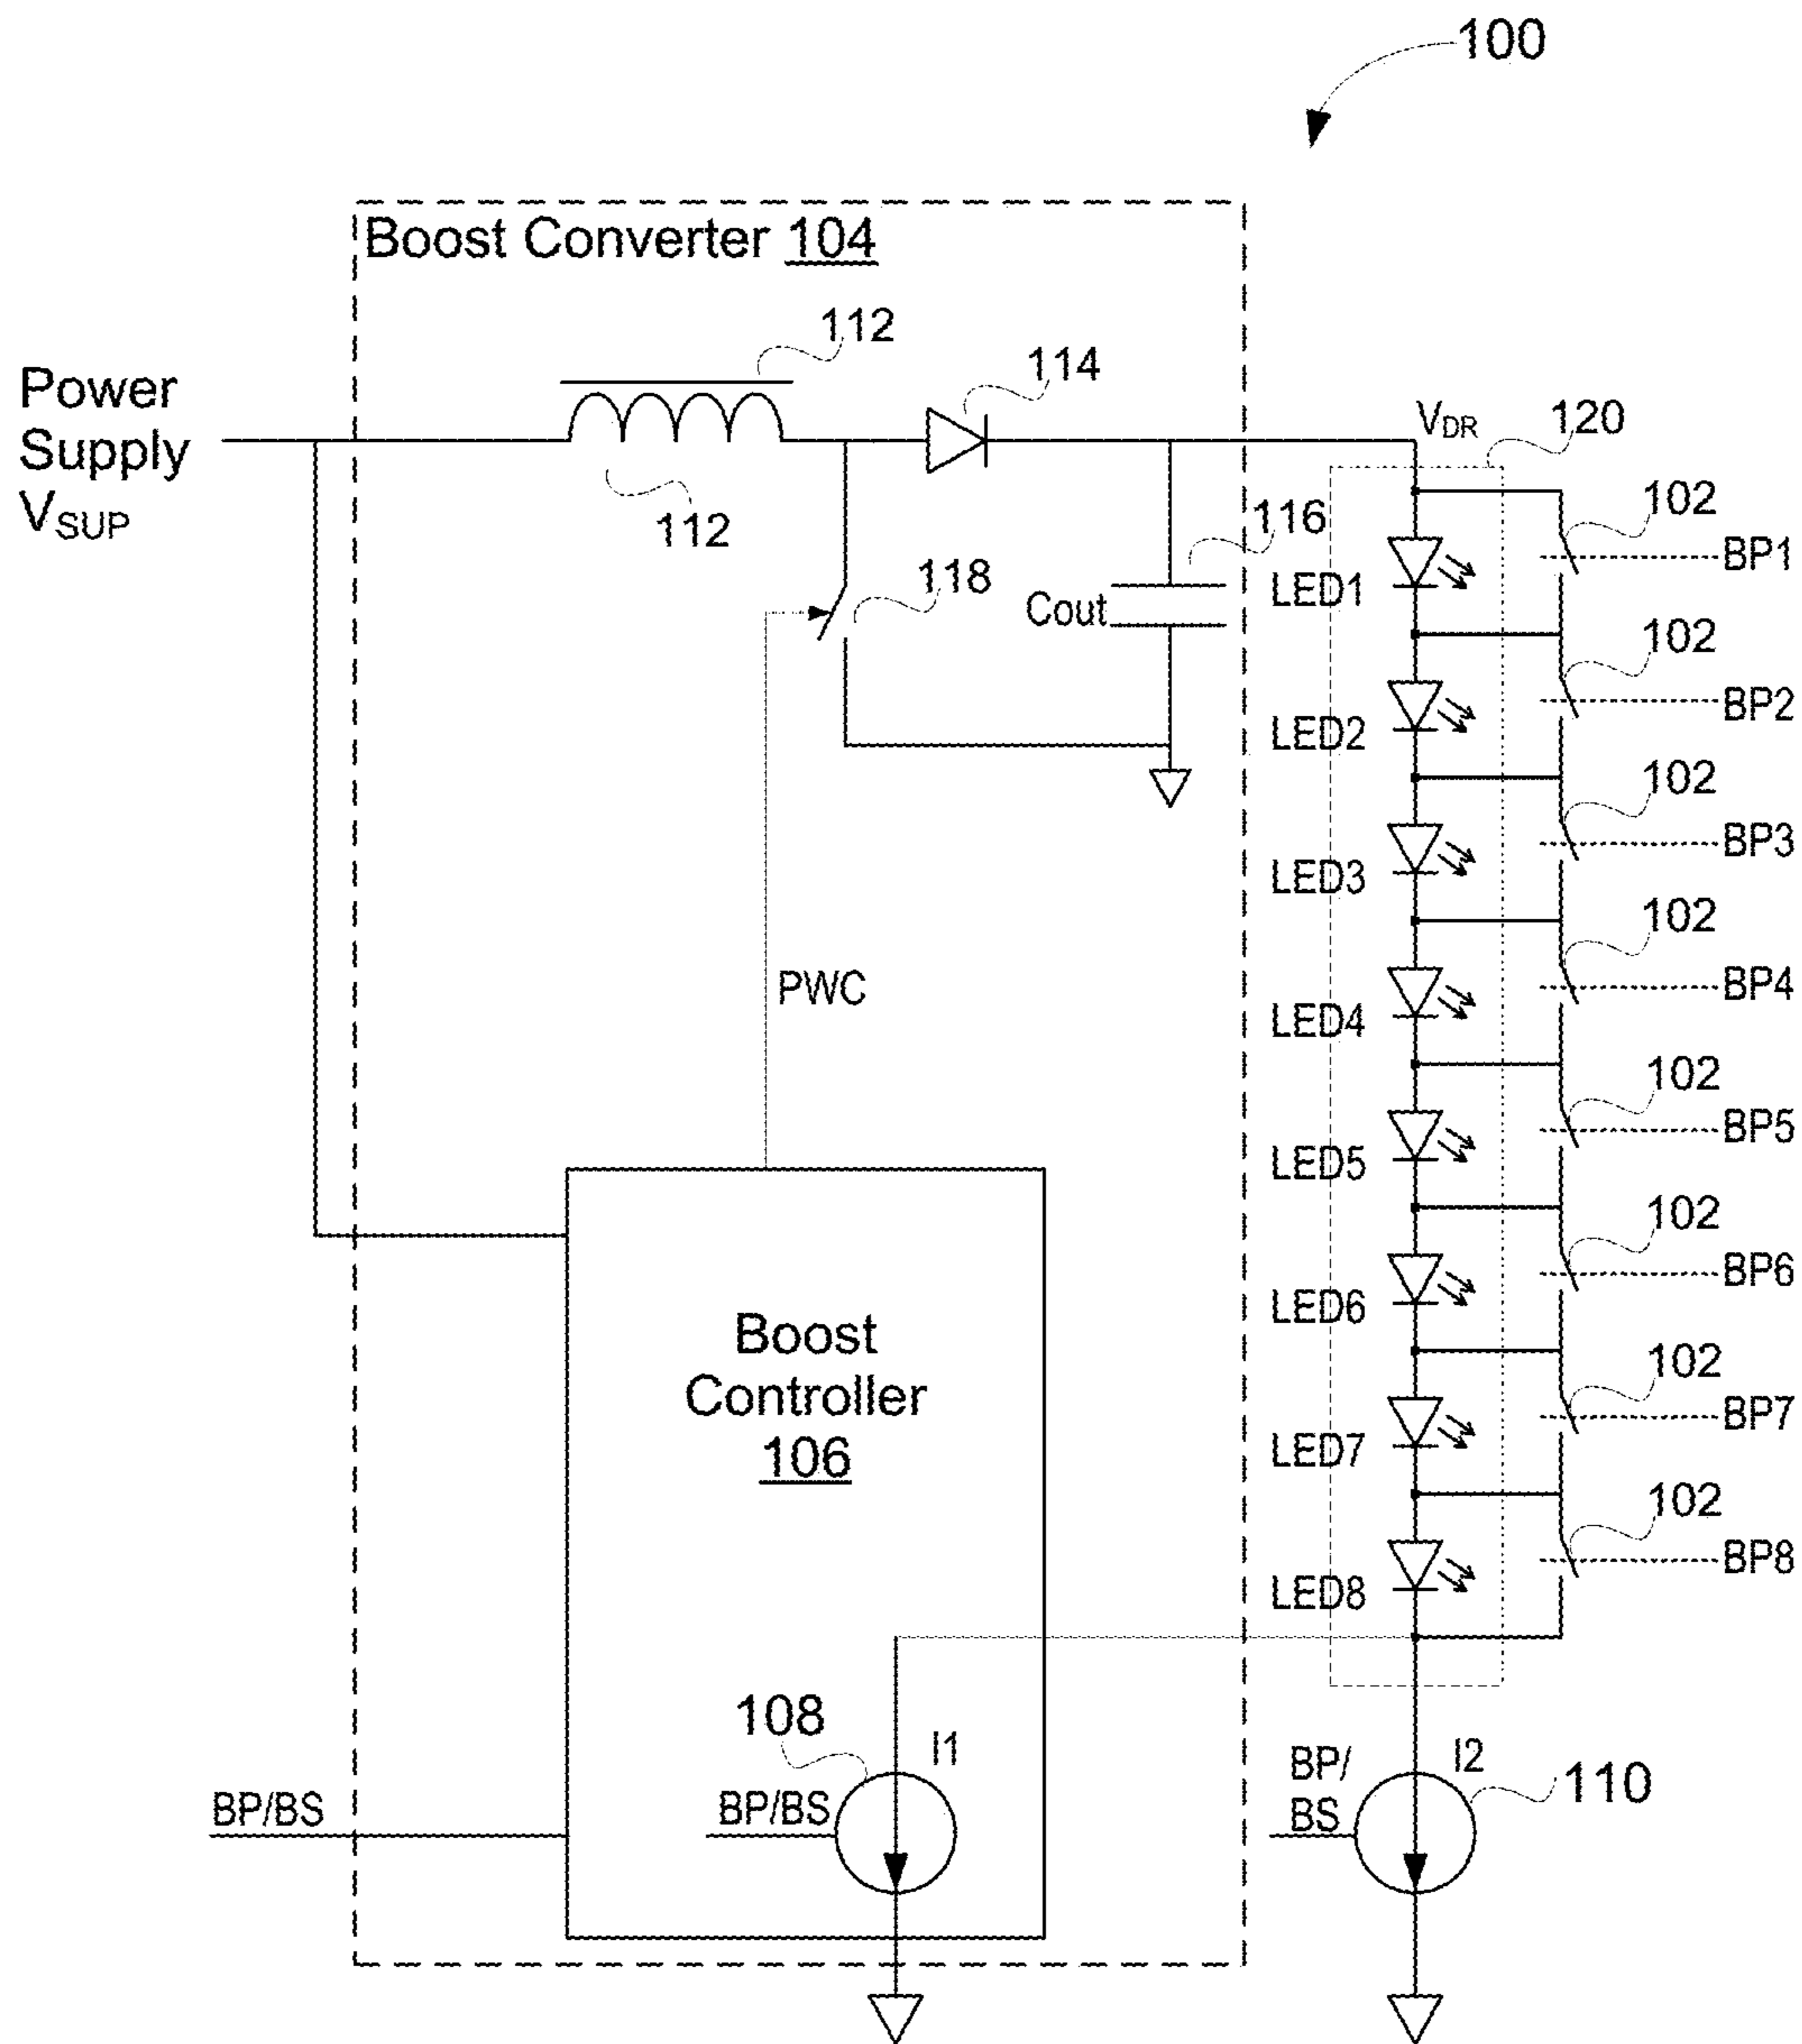 100
Boost Converter 104
112
114
Power
Supply
VSUP
112
118
116
Cout
VDR
120
102
BP1
LED1
102
BP2
LED2
102
BP3
LED3
102
BP4
LED4
PWC
102
BP5
LED5
102
BP6
LED6
102
BP7
LED7
102
BP8
LED8
Boost
Controller
106
108
I1
BP/BS
BP/BS
BP/
BS
I2
110